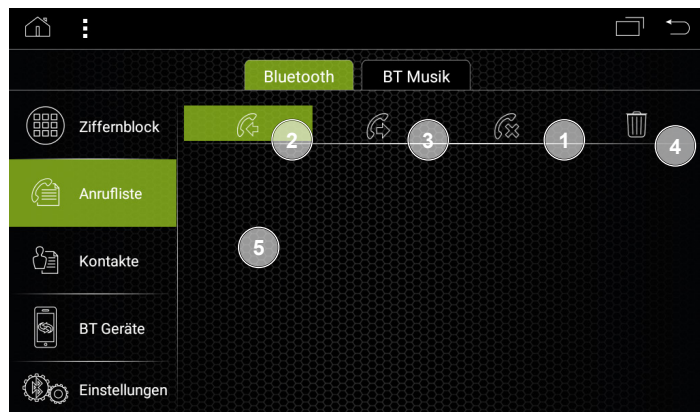 Bluetooth
BT Musik
Ziffernblock
2
3
1
4
Anrufliste
5
Kontakte
BT Geräte
Einstellungen